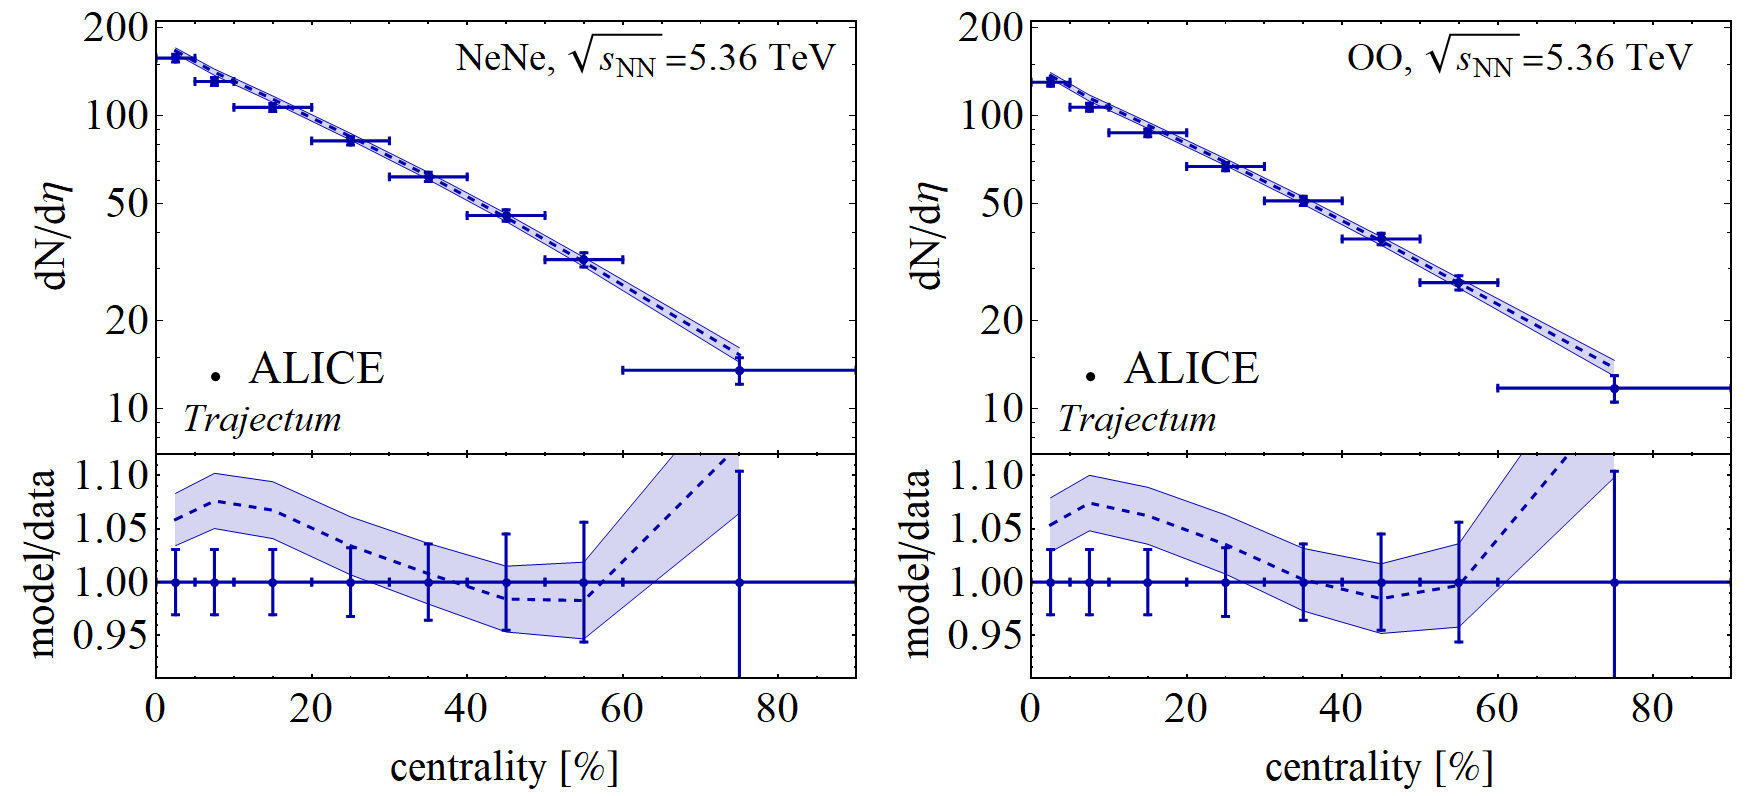 NeNe, √sNN =5.36 TeV
dN/dη
200
100
50
20
10
• ALICE
Trajectum
model/data
1.10
1.05
1.00
0.95
0 20 40 60 80
centrality [%]
OO, √sNN =5.36 TeV
dN/dη
200
100
50
20
10
• ALICE
Trajectum
model/data
1.10
1.05
1.00
0.95
0 20 40 60 80
centrality [%]